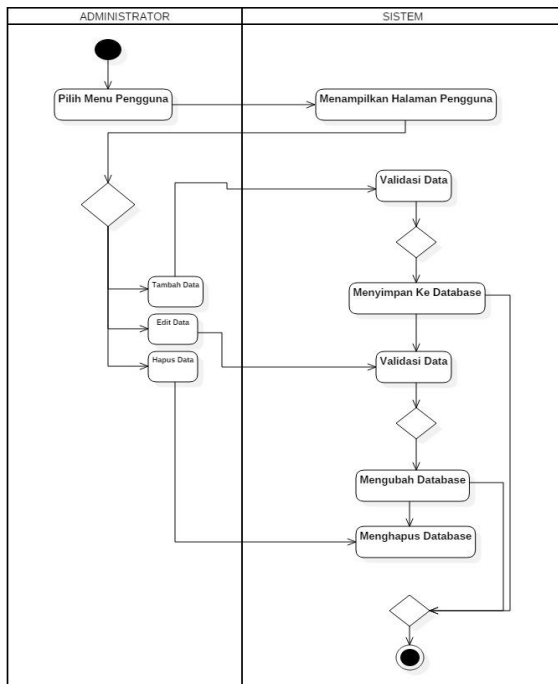 ADMINISTRATOR
SISTEM
Pilih Menu Pengguna
Menampilkan Halaman Pengguna
Validasi Data
Tambah Data
Menyimpan Ke Database
Edit Data
Validasi Data
Hapus Data
Mengubah Database
Menghapus Database